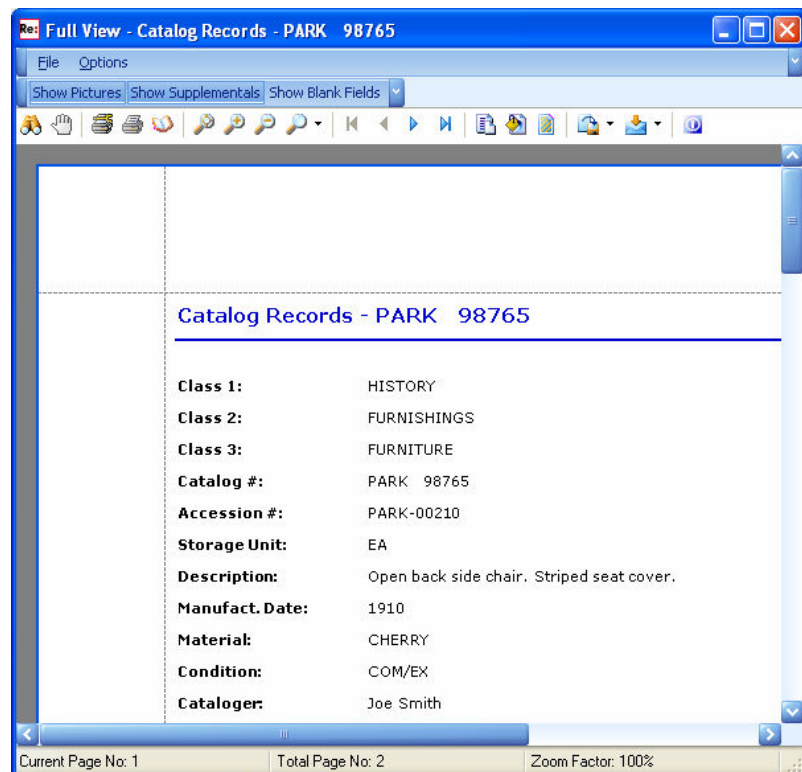 Re: Full View - Catalog Records - PARK 98765
File Options
Show Pictures Show Supplementals Show Blank Fields
Catalog Records - PARK 98765
Class 1: HISTORY
Class 2: FURNISHINGS
Class 3: FURNITURE
Catalog #: PARK 98765
Accession #: PARK-00210
Storage Unit: EA
Description: Open back side chair. Striped seat cover.
Manufact. Date: 1910
Material: CHERRY
Condition: COM/EX
Cataloger: Joe Smith
Current Page No: 1 Total Page No: 2 Zoom Factor: 100%